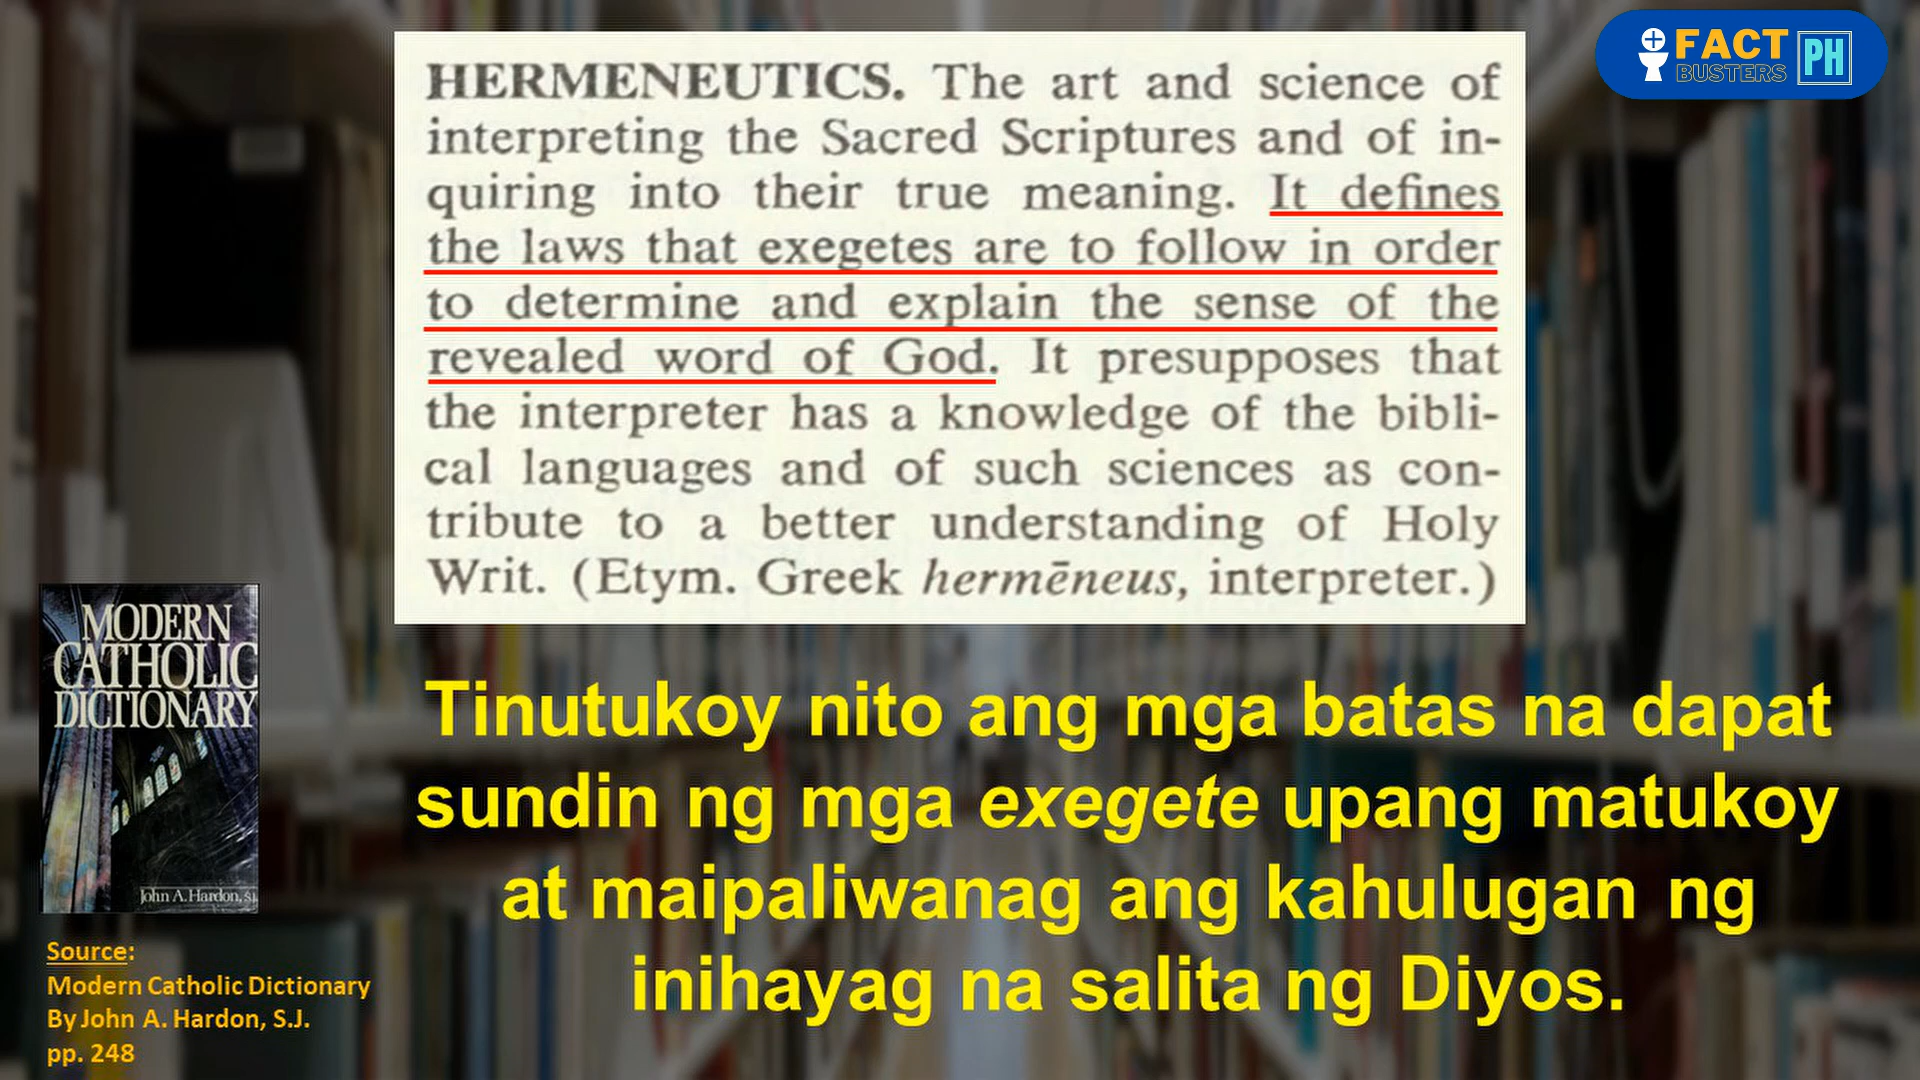 FACT
BUSTERS
PH
HERMENEUTICS. The art and science of
interpreting the Sacred Scriptures and of in-
quiring into their true meaning. It defines
the laws that exegetes are to follow in order
to determine and explain the sense of the
revealed word of God. It presupposes that
the interpreter has a knowledge of the bibli-
cal languages and of such sciences as con-
tribute to a better understanding of Holy
Writ. (Etym. Greek hermēneus, interpreter.)
MODERN
CATHOLIC
DICTIONARY
John A. Hardon, S.J.
Source:
Modern Catholic Dictionary
By John A. Hardon, S.J.
pp. 248
Tinutukoy nito ang mga batas na dapat
sundin ng mga exegete upang matukoy
at maipaliwanag ang kahulugan ng
inihayag na salita ng Diyos.